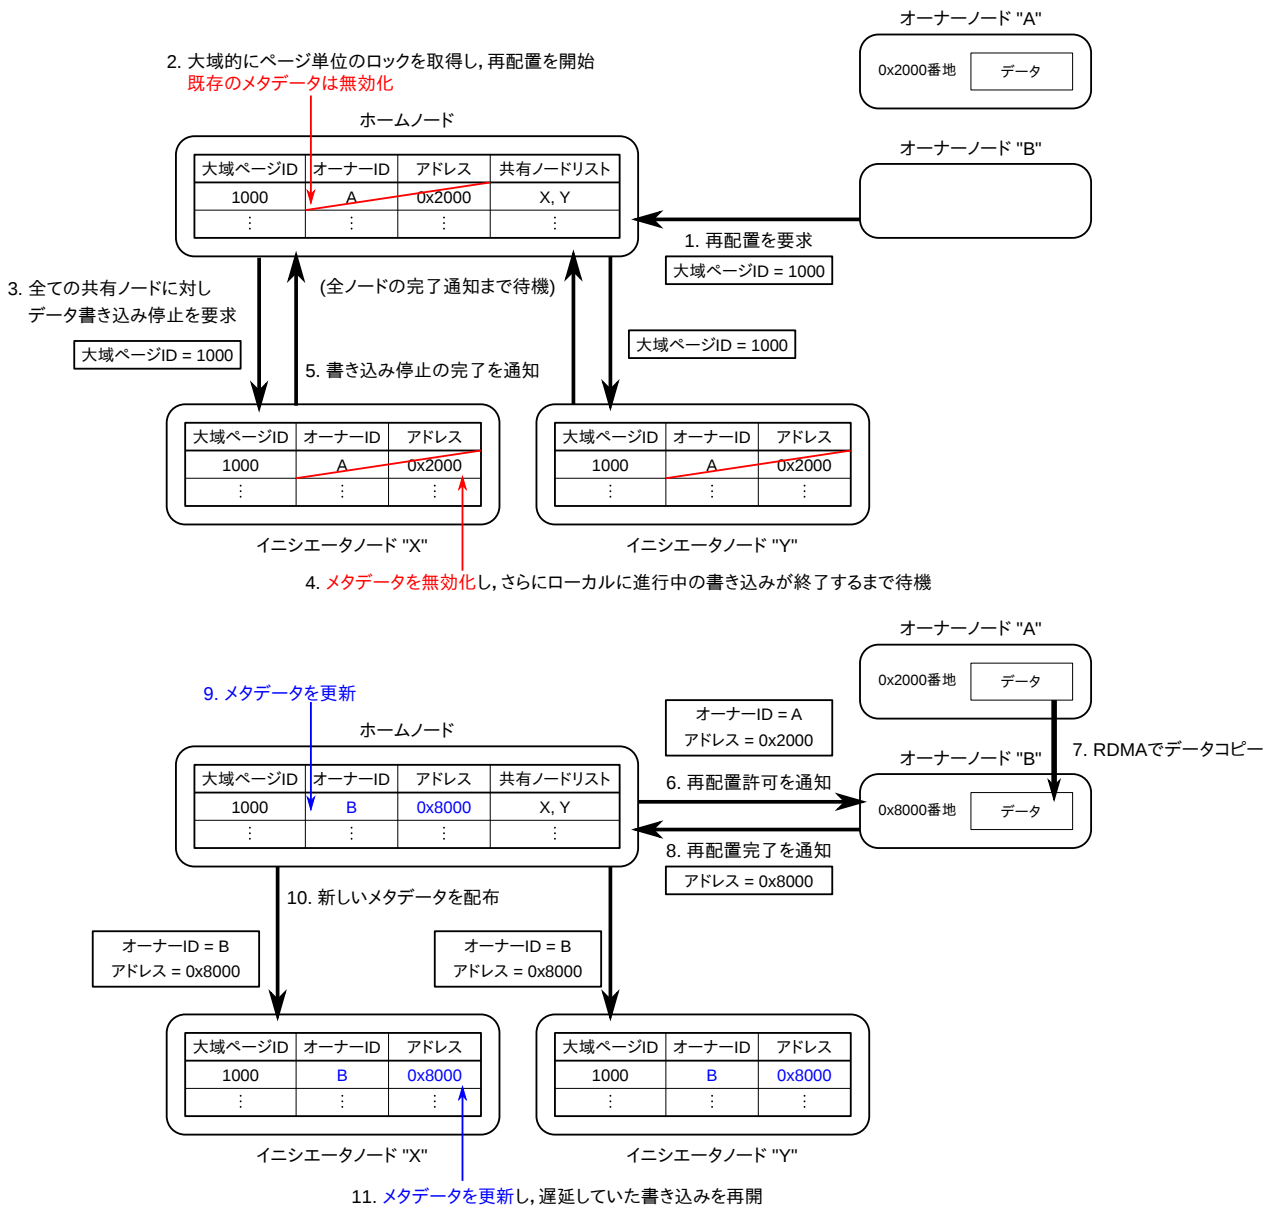 オーナーノード "A"
0x2000番地
データ
2. 大域的にページ単位のロックを取得し, 再配置を開始
既存のメタデータは無効化
ホームノード
オーナーノード "B"
大域ページID オーナーID アドレス 共有ノードリスト
1000 A 0x2000 X, Y
⋮ ⋮ ⋮ ⋮
1. 再配置を要求
大域ページID = 1000
3. 全ての共有ノードに対し
データ書き込み停止を要求
大域ページID = 1000
(全ノードの完了通知まで待機)
大域ページID = 1000
5. 書き込み停止の完了を通知
大域ページID オーナーID アドレス
1000 A 0x2000
⋮ ⋮ ⋮
イニシエータノード "X"
大域ページID オーナーID アドレス
1000 A 0x2000
⋮ ⋮ ⋮
イニシエータノード "Y"
4. メタデータを無効化し, さらにローカルに進行中の書き込みが終了するまで待機
オーナーノード "A"
0x2000番地
データ
9. メタデータを更新
ホームノード
オーナーID = A
アドレス = 0x2000
7. RDMAでデータコピー
オーナーノード "B"
0x8000番地
データ
大域ページID オーナーID アドレス 共有ノードリスト
1000 B 0x8000 X, Y
⋮ ⋮ ⋮ ⋮
6. 再配置許可を通知
8. 再配置完了を通知
アドレス = 0x8000
10. 新しいメタデータを配布
オーナーID = B
アドレス = 0x8000
オーナーID = B
アドレス = 0x8000
大域ページID オーナーID アドレス
1000 B 0x8000
⋮ ⋮ ⋮
イニシエータノード "X"
大域ページID オーナーID アドレス
1000 B 0x8000
⋮ ⋮ ⋮
イニシエータノード "Y"
11. メタデータを更新し, 遅延していた書き込みを再開